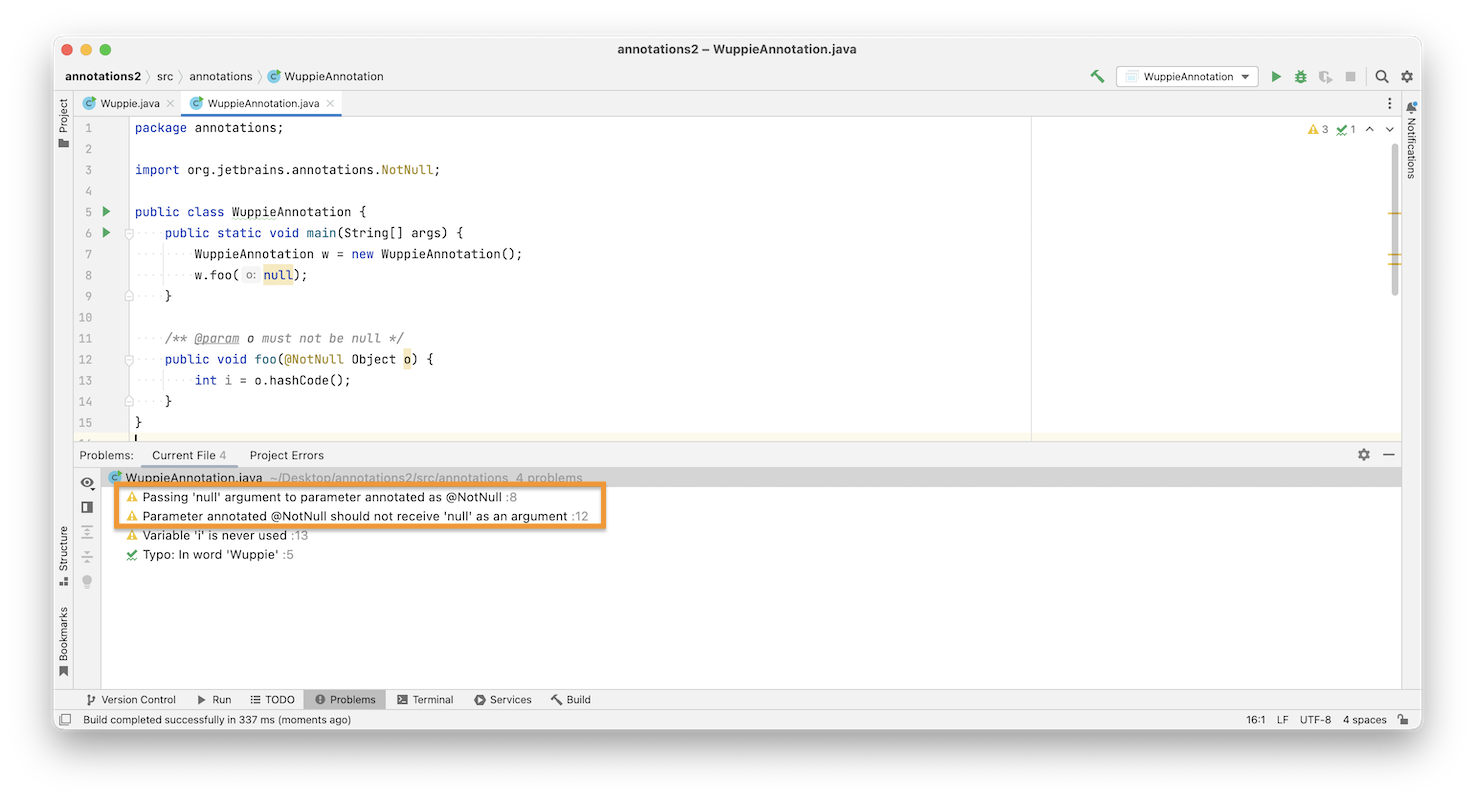 annotations2 – WuppieAnnotation.java
annotations2 src annotations WuppieAnnotation
WuppieAnnotation
Project
Wuppie.java
WuppieAnnotation.java
Notifications
3 1
1 package annotations;
2
3 import org.jetbrains.annotations.NotNull;
4
5 public class WuppieAnnotation {
6 public static void main(String[] args) {
7 WuppieAnnotation w = new WuppieAnnotation();
8 w.foo( o: null);
9 }
10
11 /** @param o must not be null */
12 public void foo(@NotNull Object o) {
13 int i = o.hashCode();
14 }
15 }
Problems: Current File 4 Project Errors
WuppieAnnotation.java ~/Desktop/annotations2/src/annotations 4 problems
Passing 'null' argument to parameter annotated as @NotNull :8
Parameter annotated @NotNull should not receive 'null' as an argument :12
Variable 'i' is never used :13
Typo: In word 'Wuppie' :5
Structure
Bookmarks
Version Control Run TODO Problems Terminal Services Build
Build completed successfully in 337 ms (moments ago)
16:1 LF UTF-8 4 spaces